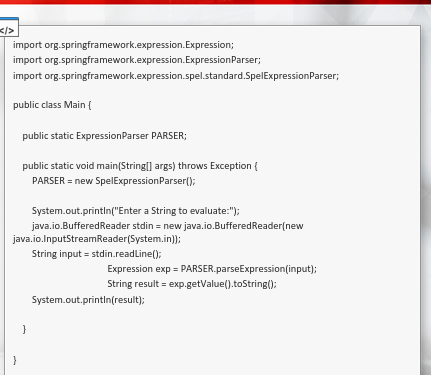 </>
import org.springframework.expression.Expression;
import org.springframework.expression.ExpressionParser;
import org.springframework.expression.spel.standard.SpelExpressionParser;
public class Main {
public static ExpressionParser PARSER;
public static void main(String[] args) throws Exception {
PARSER = new SpelExpressionParser();
System.out.println("Enter a String to evaluate:");
java.io.BufferedReader stdin = new java.io.BufferedReader(new
java.io.InputStreamReader(System.in));
String input = stdin.readLine();
Expression exp = PARSER.parseExpression(input);
String result = exp.getValue().toString();
System.out.println(result);
}
}